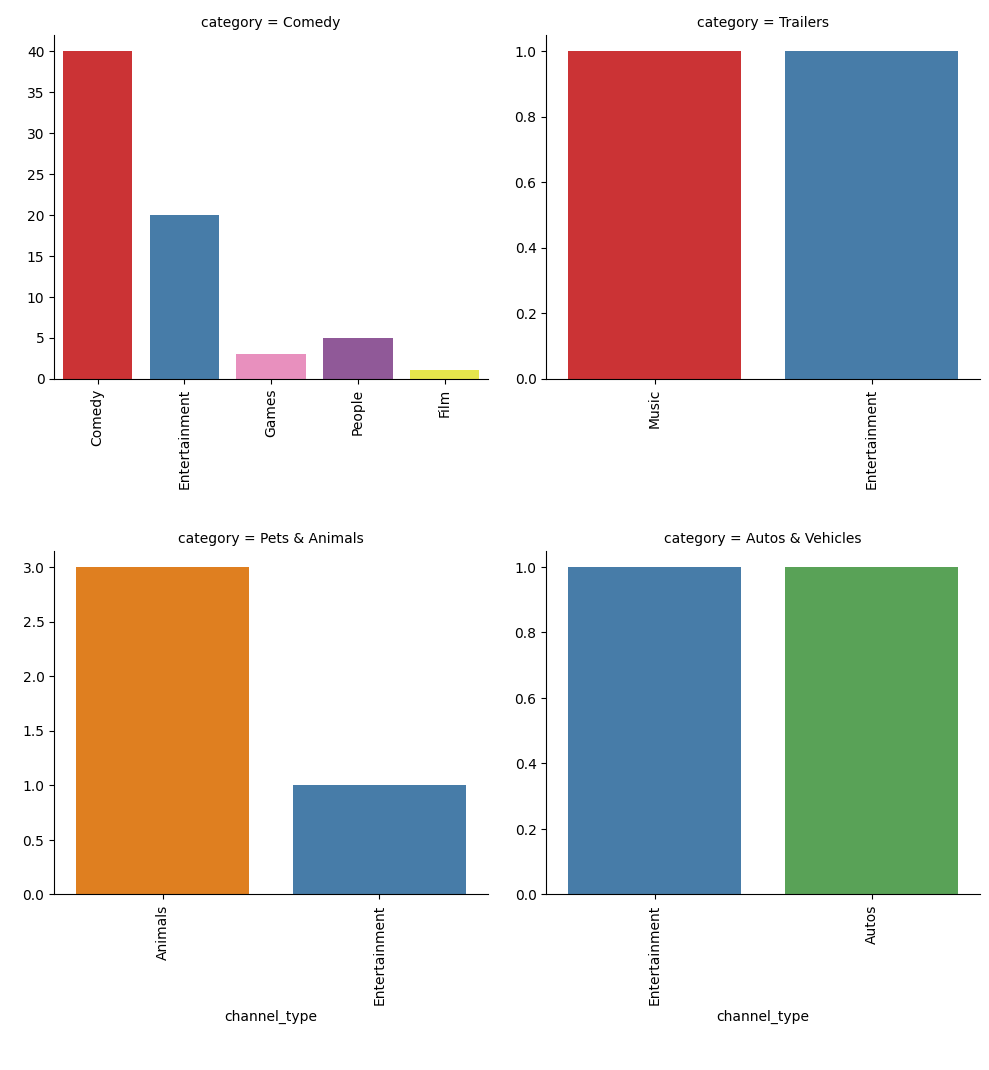 category = Comedy
40
35
30
25
20
15
10
5
0
Comedy
Entertainment
Games
People
Film
category = Trailers
1.0
0.8
0.6
0.4
0.2
0.0
Music
Entertainment
category = Pets & Animals
3.0
2.5
2.0
1.5
1.0
0.5
0.0
Animals
Entertainment
channel_type
category = Autos & Vehicles
1.0
0.8
0.6
0.4
0.2
0.0
Entertainment
Autos
channel_type